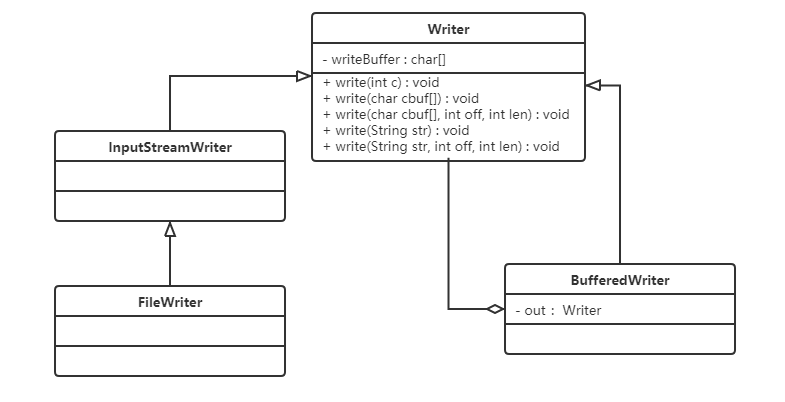 Writer
- writeBuffer : char[]
+ write(int c) : void
+ write(char cbuf[]) : void
+ write(char cbuf[], int off, int len) : void
+ write(String str) : void
+ write(String str, int off, int len) : void
InputStreamWriter
FileWriter
BufferedWriter
- out： Writer